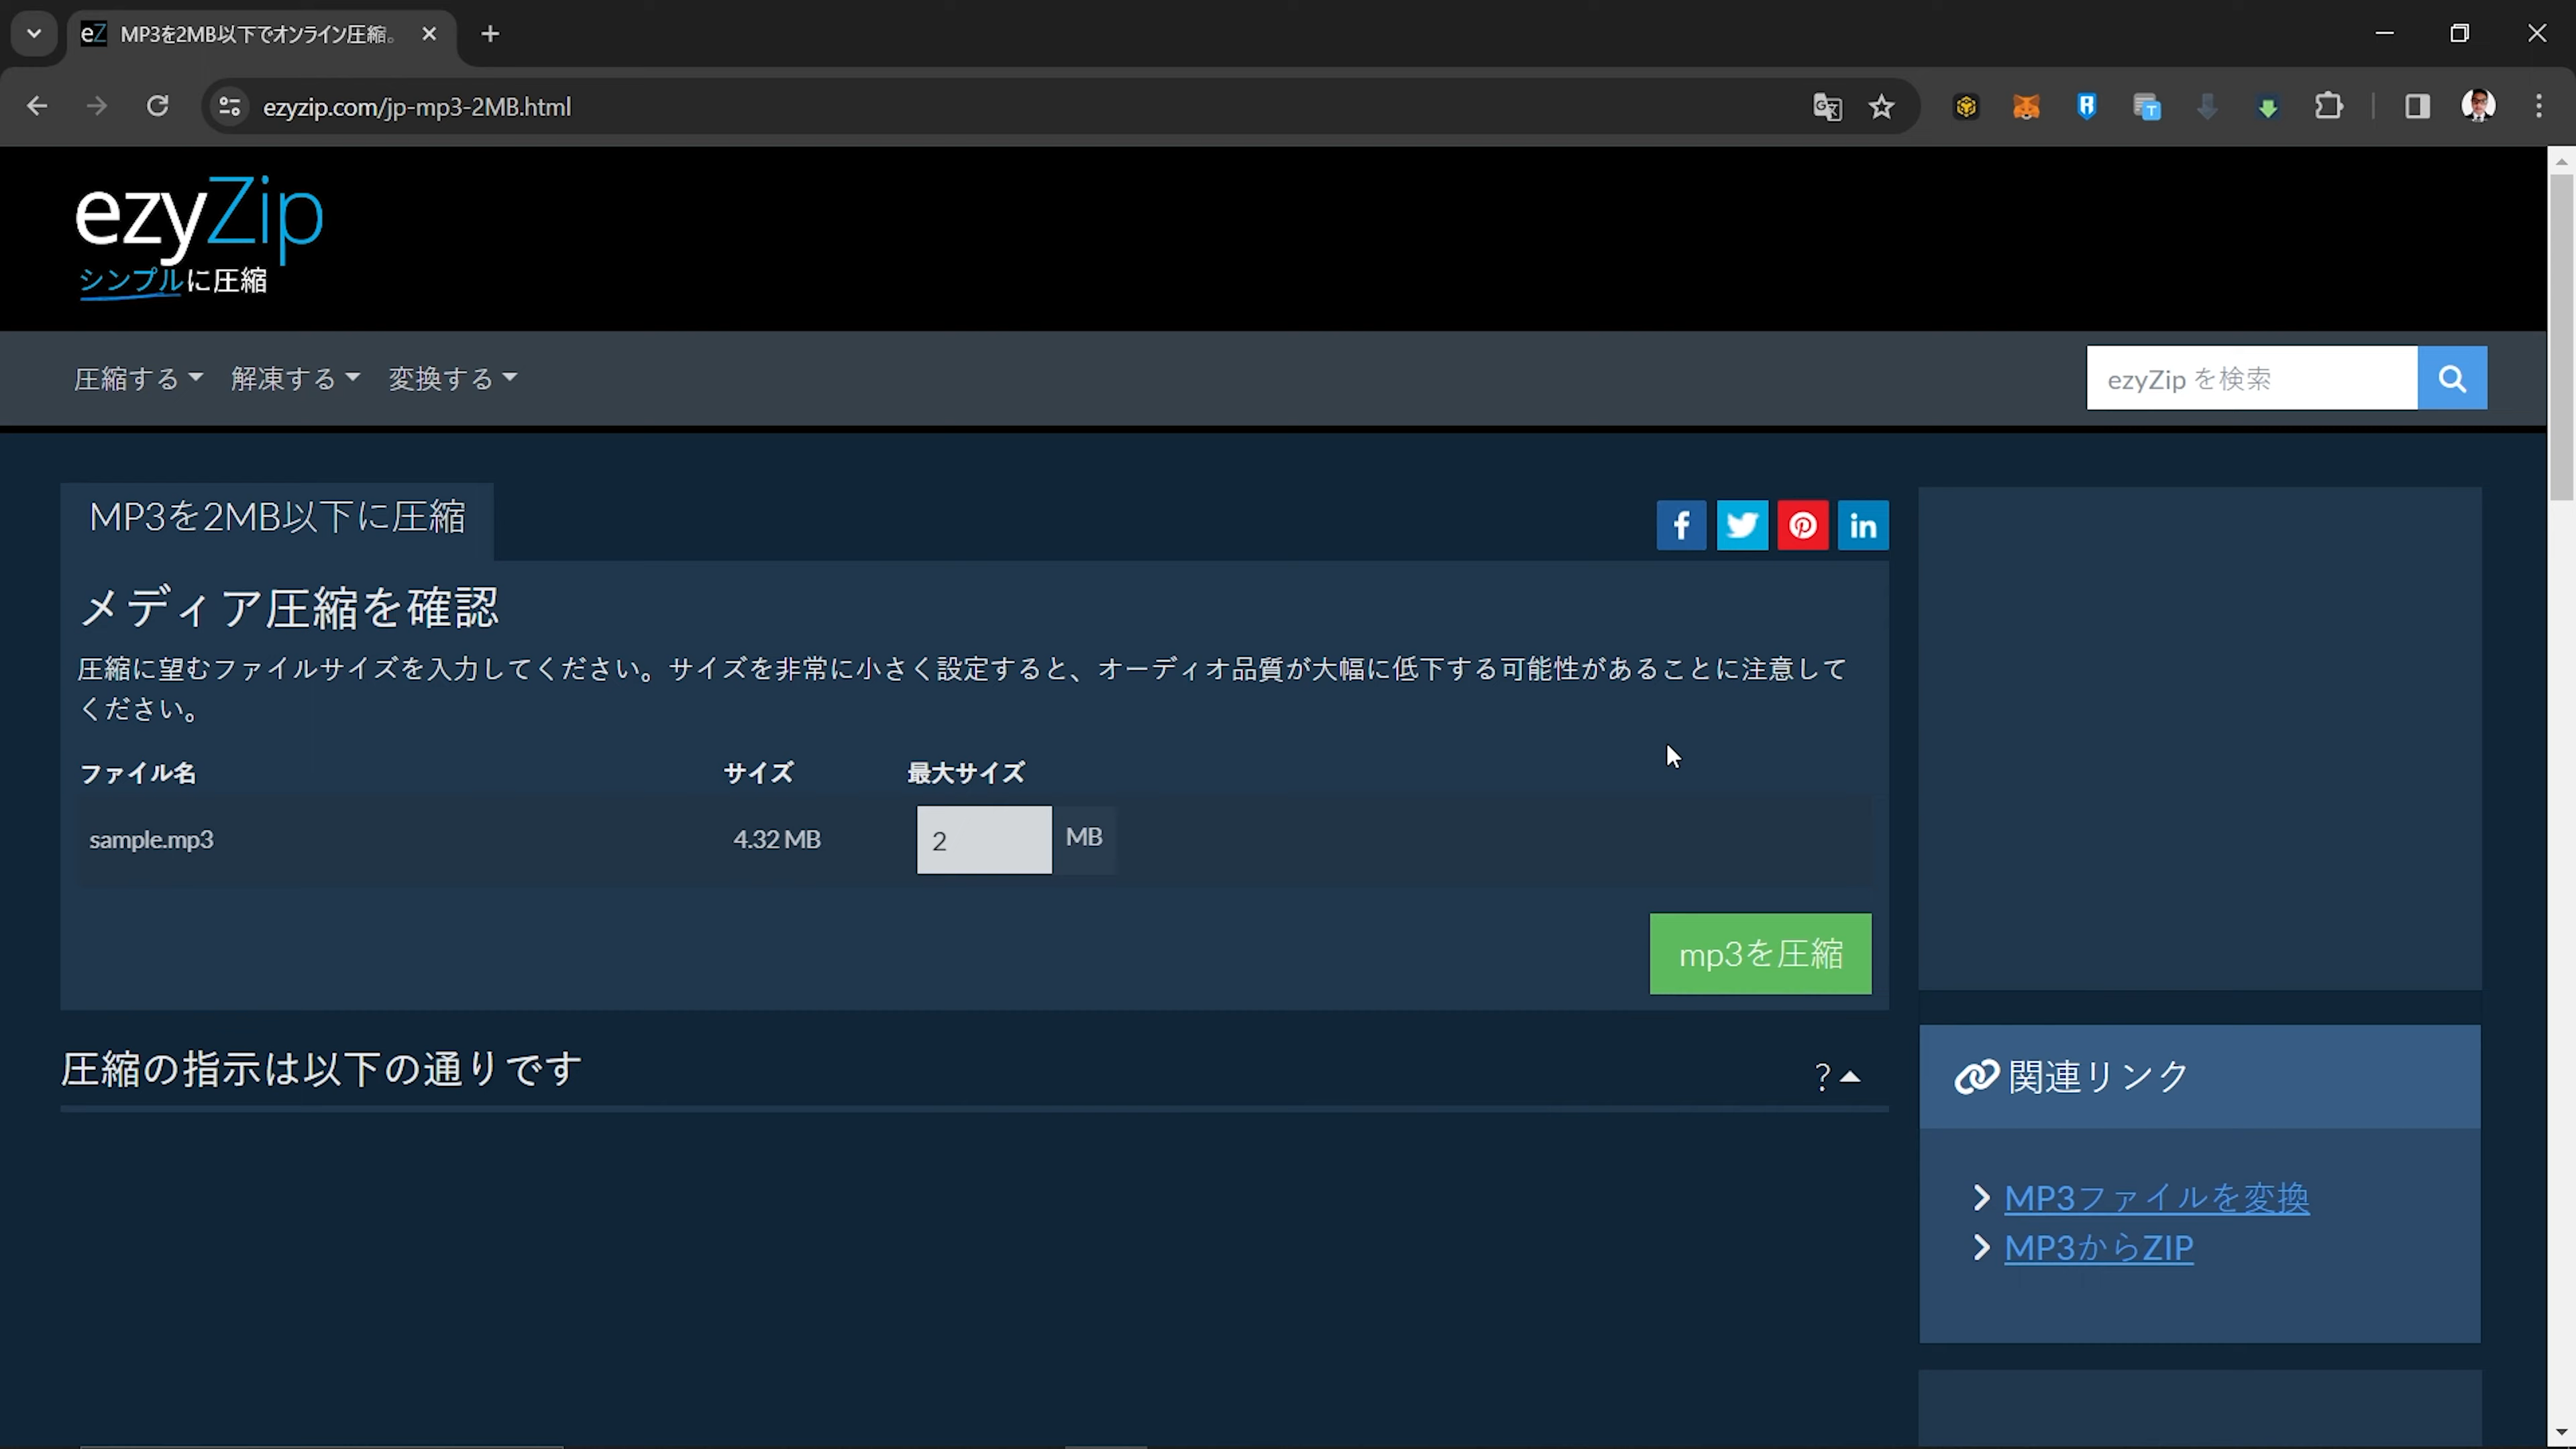 MP3を2MB以下でオンライン圧縮。
ezyzip.com/jp-mp3-2MB.html
ezyZip
シンプルに圧縮
圧縮する 解凍する 変換する
ezyZip を検索
MP3を2MB以下に圧縮
メディア圧縮を確認
圧縮に望むファイルサイズを入力してください。サイズを非常に小さく設定すると、オーディオ品質が大幅に低下する可能性があることに注意して
ください。
ファイル名 サイズ 最大サイズ
sample.mp3 4.32 MB 2 MB
mp3を圧縮
圧縮の指示は以下の通りです
?
関連リンク
MP3ファイルを変換
MP3からZIP